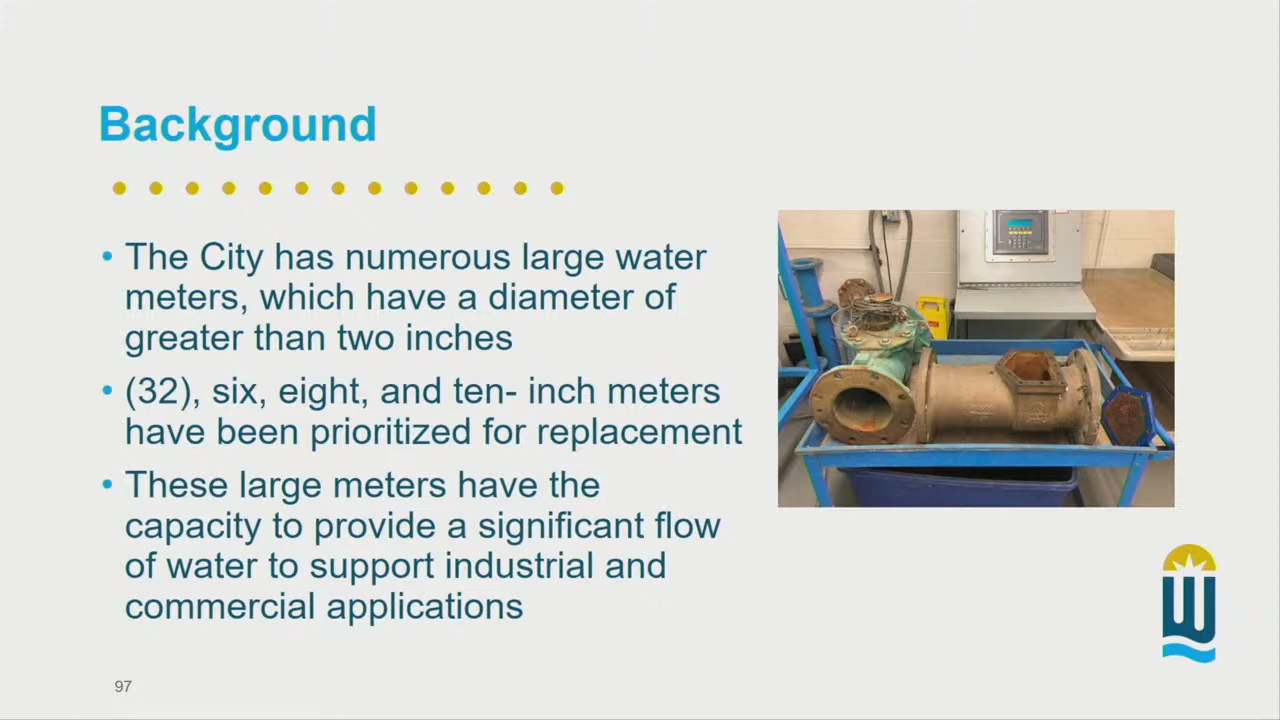 Background
• The City has numerous large water
meters, which have a diameter of
greater than two inches
• (32), six, eight, and ten- inch meters
have been prioritized for replacement
• These large meters have the
capacity to provide a significant flow
of water to support industrial and
commercial applications
W
97